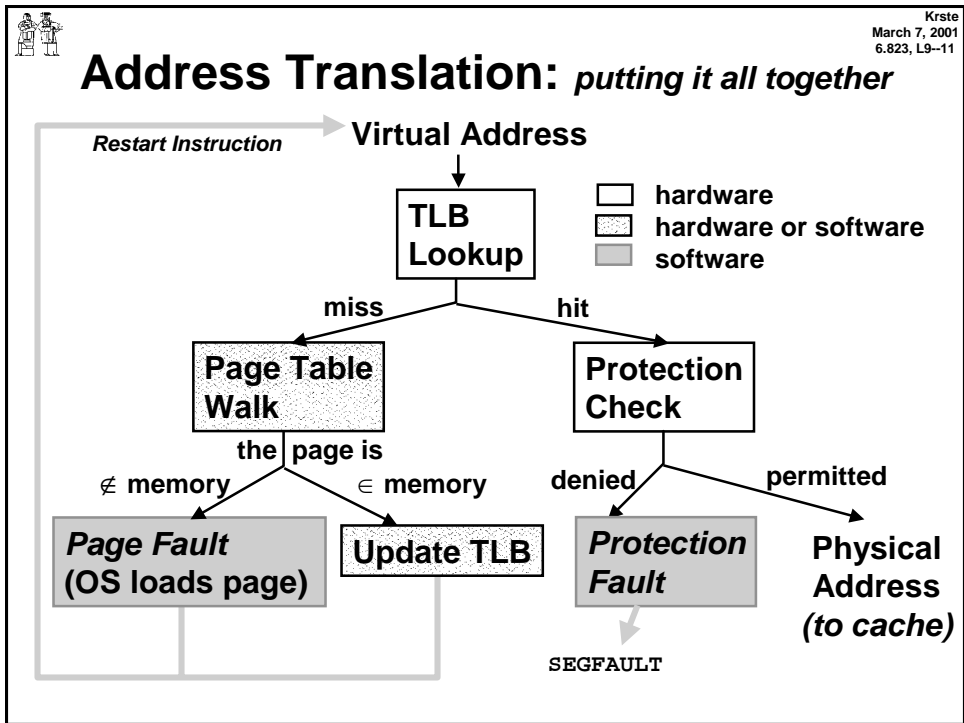 Krste
March 7, 2001
6.823, L9--11
Address Translation: putting it all together
Restart Instruction
Virtual Address
TLB
Lookup
hardware
hardware or software
software
miss
hit
Page Table
Walk
Protection
Check
the page is
∉ memory
∈ memory
denied
permitted
Page Fault
(OS loads page)
Update TLB
Protection
Fault
Physical
Address
(to cache)
SEGFAULT